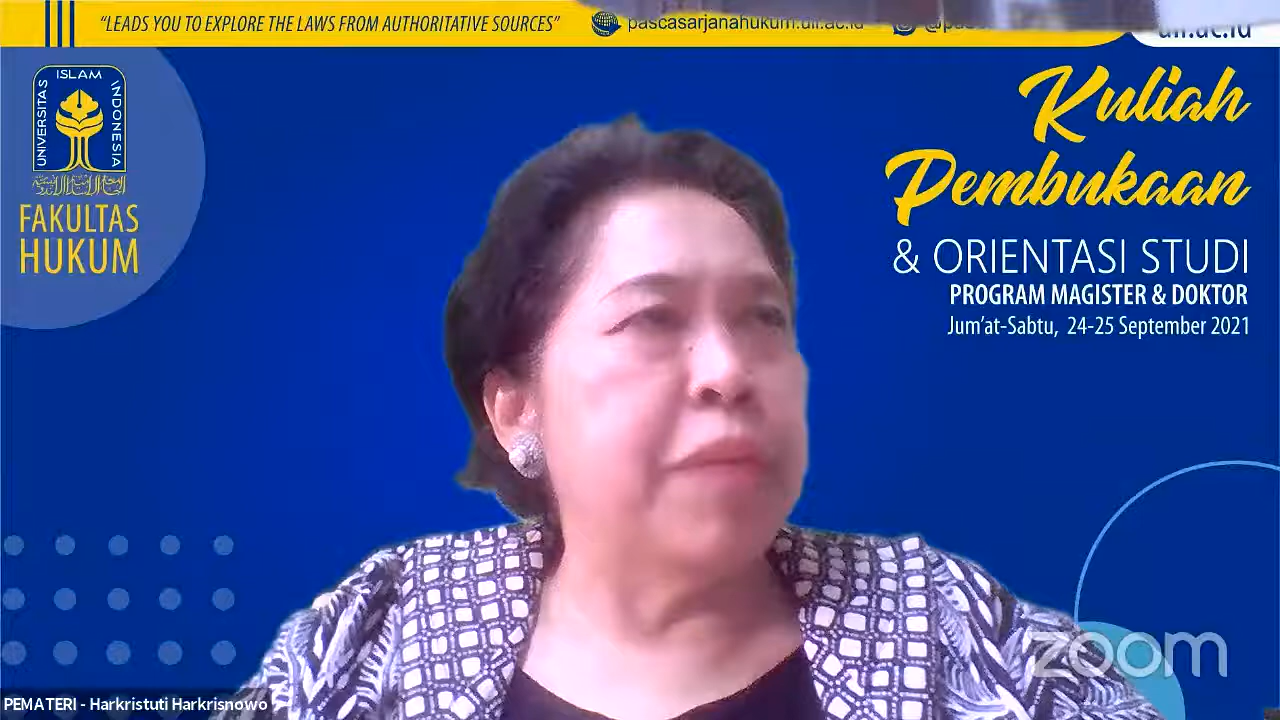 “LEADS YOU TO EXPLORE THE LAWS FROM AUTHORITATIVE SOURCES”
pascasarjanahukum.uii.ac.id
uii.ac.id
UNIVERSITAS ISLAM INDONESIA
FAKULTAS
HUKUM
Kuliah
Pembukaan
& ORIENTASI STUDI
PROGRAM MAGISTER & DOKTOR
Jum'at-Sabtu, 24-25 September 2021
zoom
PEMATERI - Harkristuti Harkrisnowo